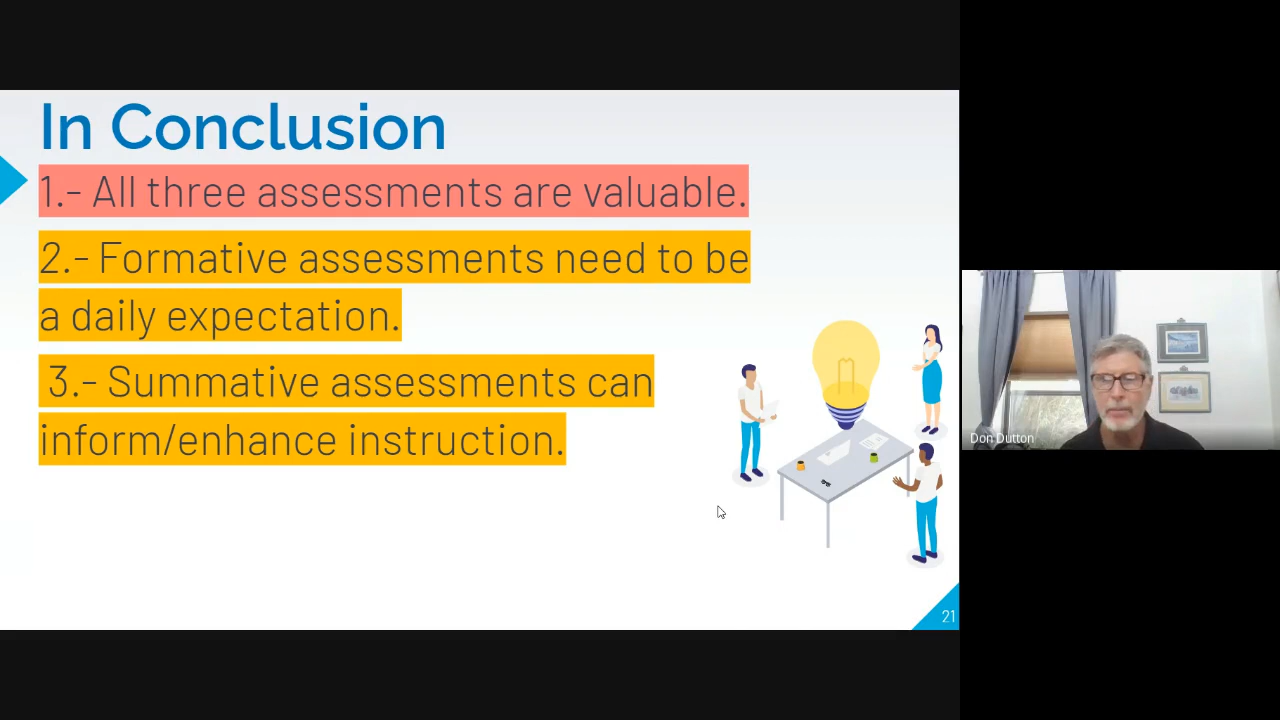 In Conclusion
1.- All three assessments are valuable.
2.- Formative assessments need to be
a daily expectation.
3.- Summative assessments can
inform/enhance instruction.
21
Don Dutton